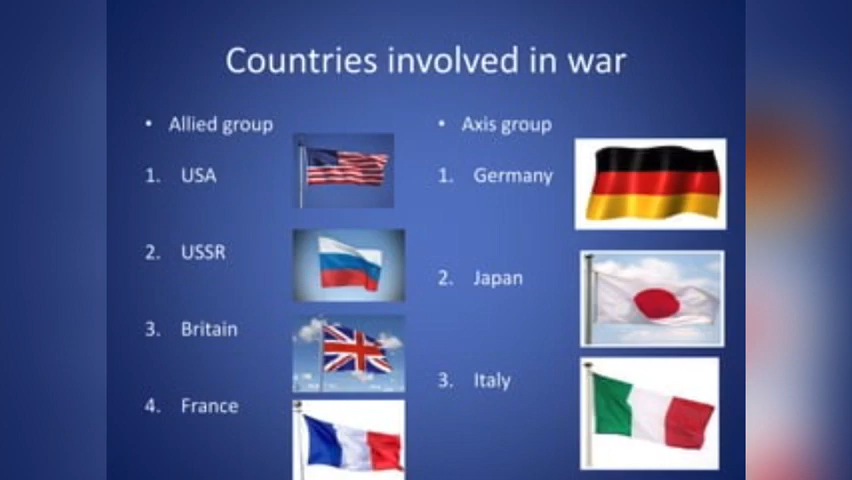 Countries involved in war
• Allied group
1. USA
2. USSR
3. Britain
4. France
• Axis group
1. Germany
2. Japan
3. Italy